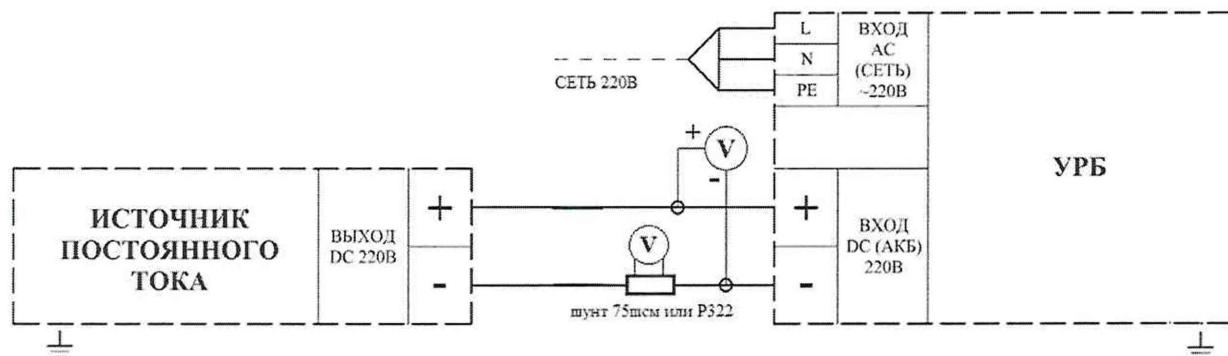 L
N
PE
ВХОД
AC
(СЕТЬ)
~220В
СЕТЬ 220В
УРБ
+
V
-
ИСТОЧНИК
ПОСТОЯННОГО
ТОКА
ВЫХОД
DC 220В
+
-
V
шунт 75шсм или Р322
+
-
ВХОД
DC (АКБ)
220В